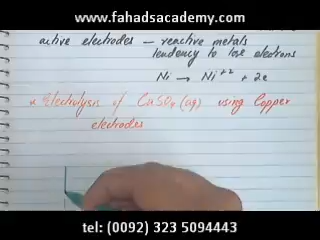 www.fahadsacademy.com
active electrodes – reactive metals
tendency to lose electrons
Ni → Ni⁺² + 2e
* Electrolysis of CuSO₄ (aq) using Copper
electrodes
tel: (0092) 323 5094443